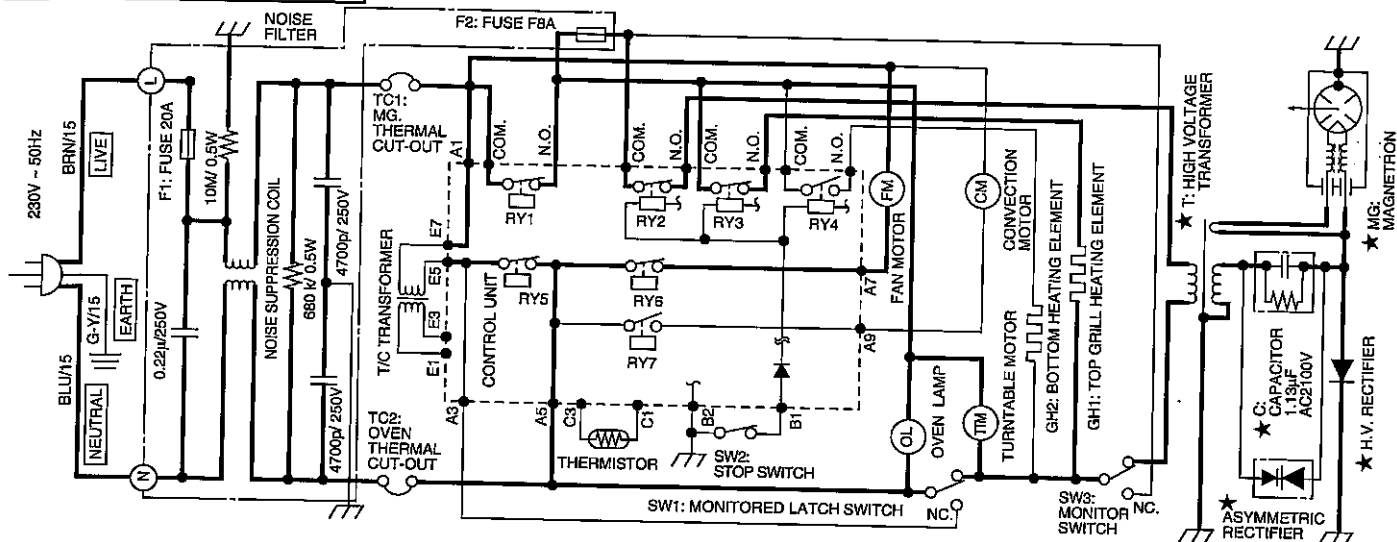 NOISE
FILTER
F2: FUSE F8A
230V ~ 50Hz
BRN/15
LIVE
L
F1: FUSE 20A
10M/ 0.5W
G-Y/15
EARTH
BLU/15
NEUTRAL
N
0.22µ/250V
NOISE SUPPRESSION COIL
680 k/ 0.5W
4700p/ 250V
4700p/ 250V
TC1:
MG.
THERMAL
CUT-OUT
TC2:
OVEN
THERMAL
CUT-OUT
T/C TRANSFORMER
A1
E7
E5
E3
E1
A3
CONTROL UNIT
COM.
N.O.
RY1
COM.
N.O.
RY2
COM.
N.O.
RY3
COM.
N.O.
RY4
RY5
RY6
RY7
A7
A9
A5
C3
C1
THERMISTOR
B2
B1
SW2:
STOP SWITCH
FM
FAN MOTOR
CM
CONVECTION
MOTOR
OL
OVEN LAMP
TTM
TURNTABLE MOTOR
GH2: BOTTOM HEATING ELEMENT
GH1: TOP GRILL HEATING ELEMENT
SW1: MONITORED LATCH SWITCH
NC.
SW3:
MONITOR
SWITCH
NC.
★ T: HIGH VOLTAGE
TRANSFORMER
★ MG:
MAGNETRON
★ C:
CAPACITOR
1.13µF
AC2100V
★ H.V. RECTIFIER
★
ASYMMETRIC
RECTIFIER